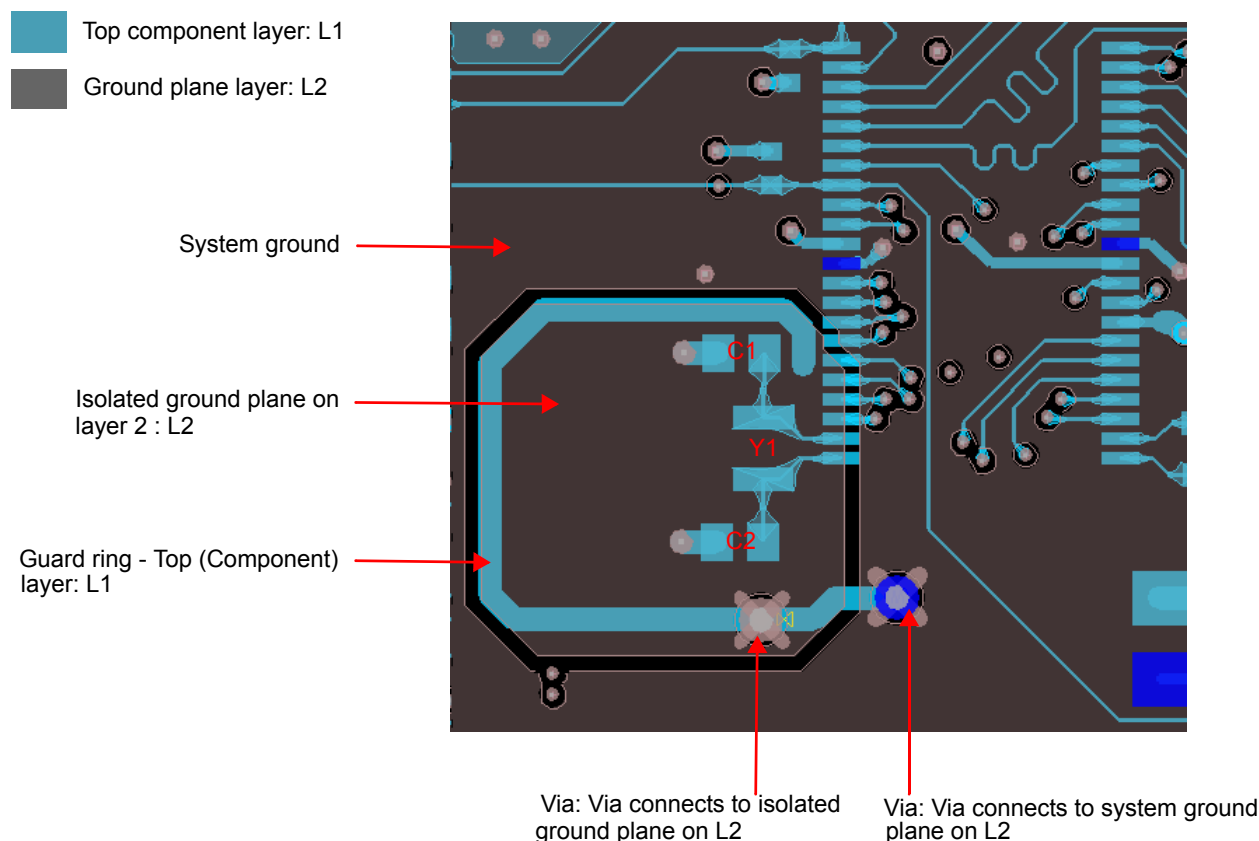 Top component layer: L1
Ground plane layer: L2
System ground
C1
Isolated ground plane on
layer 2 : L2
Y1
C2
Guard ring - Top (Component)
layer: L1
Via: Via connects to isolated
ground plane on L2
Via: Via connects to system ground
plane on L2